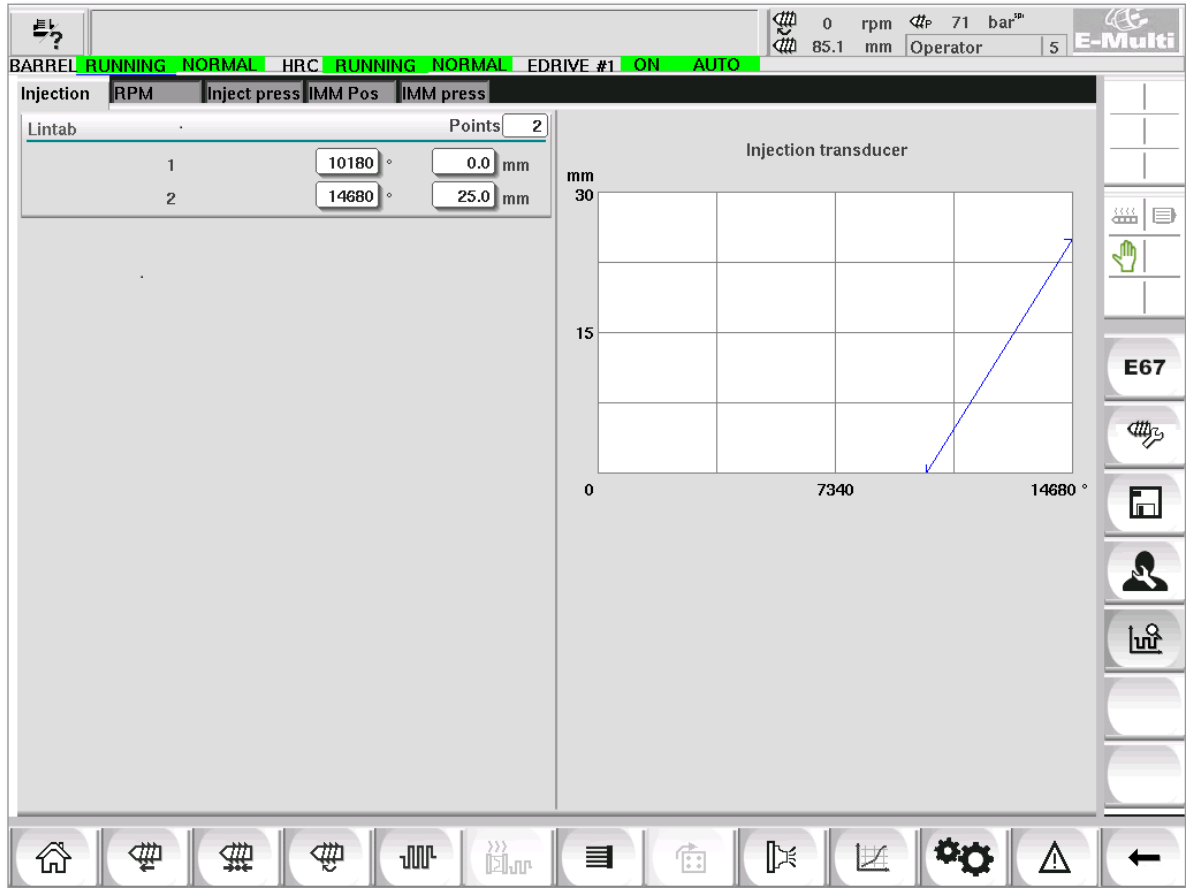 0 rpm P 71 bar spı
85.1 mm Operator 5 E-Multi
BARREL RUNNING NORMAL HRC RUNNING NORMAL EDRIVE #1 ON AUTO
Injection RPM Inject press IMM Pos IMM press
Lintab Points 2
1 10180 ° 0.0 mm
2 14680 ° 25.0 mm
Injection transducer
mm
30
15
0 7340 14680 °
E67